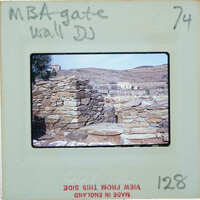 MBA gate 74
wall DJ
MADE IN ENGLAND
VIEW FROM THIS SIDE
128